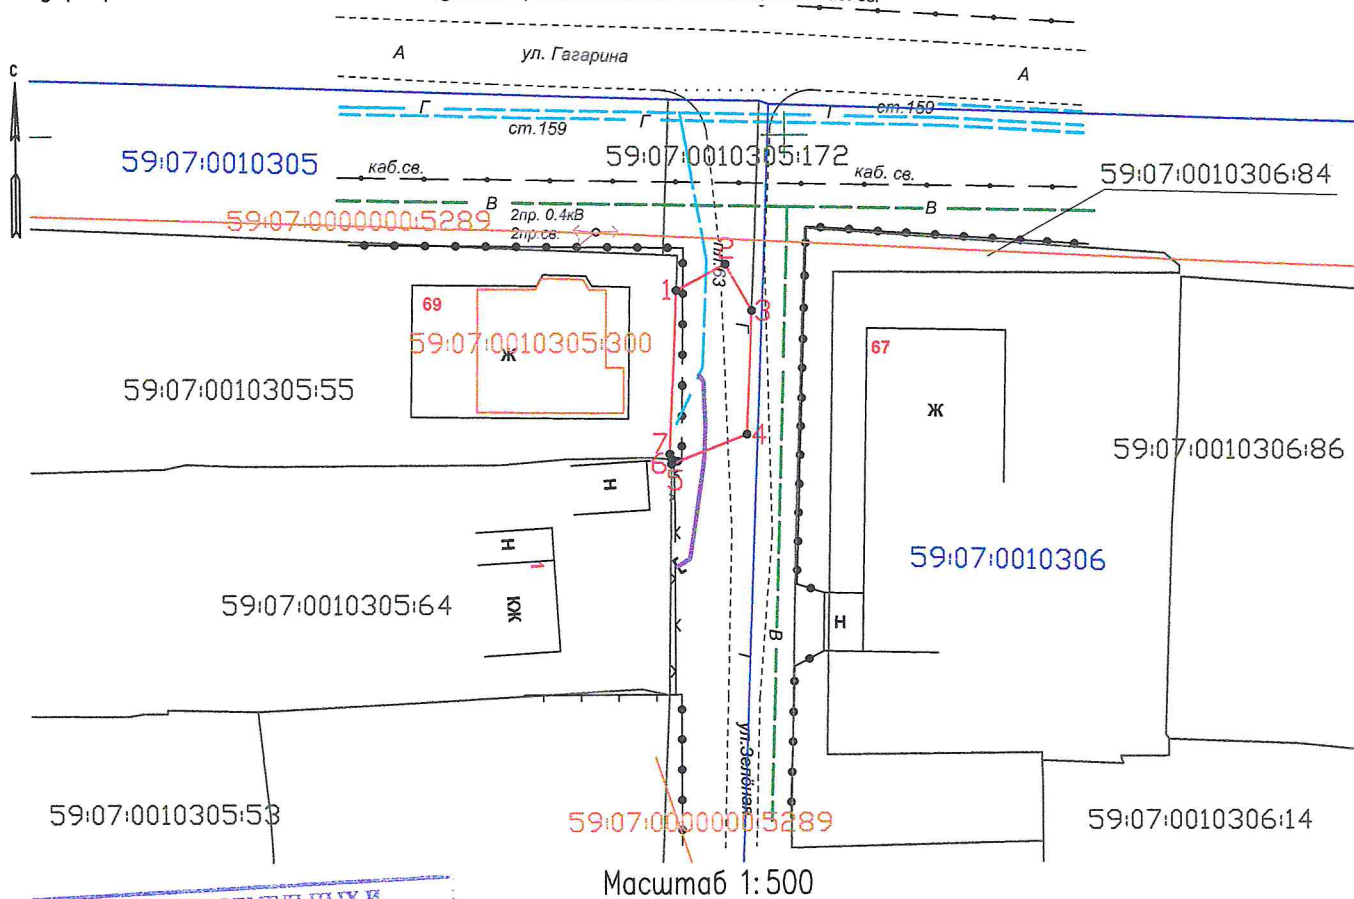 А
ул. Гагарина
А
с
Г
ст.159
Г
Г
ст.159
59:07:0010305
59:07:0010305:172
каб.св.
каб. св.
59:07:0010306:84
В
В
59:07:0000000:5289
2пр. 0.4кВ
2пр.св.
2
1
3
69
59:07:0010305:300
Ж
Г
67
Ж
59:07:0010305:55
4
59:07:0010306:86
7
6
5
Н
Н
1
КЖ
59:07:0010306
59:07:0010305:64
Н
В
ул.Зелёная
59:07:0010305:53
59:07:0000000:5289
59:07:0010306:14
Масштаб 1:500